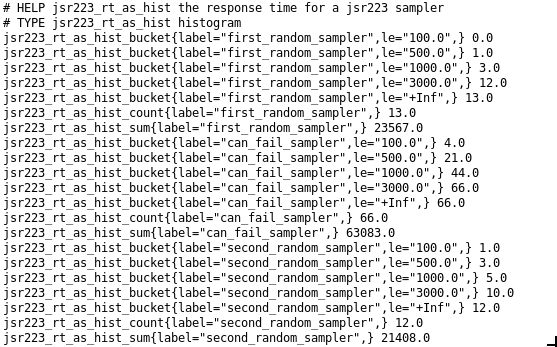 # HELP jsr223_rt_as_hist the response time for a jsr223 sampler
# TYPE jsr223_rt_as_hist histogram
jsr223_rt_as_hist_bucket{label="first_random_sampler",le="100.0",} 0.0
jsr223_rt_as_hist_bucket{label="first_random_sampler",le="500.0",} 1.0
jsr223_rt_as_hist_bucket{label="first_random_sampler",le="1000.0",} 3.0
jsr223_rt_as_hist_bucket{label="first_random_sampler",le="3000.0",} 12.0
jsr223_rt_as_hist_bucket{label="first_random_sampler",le="+Inf",} 13.0
jsr223_rt_as_hist_count{label="first_random_sampler",} 13.0
jsr223_rt_as_hist_sum{label="first_random_sampler",} 23567.0
jsr223_rt_as_hist_bucket{label="can_fail_sampler",le="100.0",} 4.0
jsr223_rt_as_hist_bucket{label="can_fail_sampler",le="500.0",} 21.0
jsr223_rt_as_hist_bucket{label="can_fail_sampler",le="1000.0",} 44.0
jsr223_rt_as_hist_bucket{label="can_fail_sampler",le="3000.0",} 66.0
jsr223_rt_as_hist_bucket{label="can_fail_sampler",le="+Inf",} 66.0
jsr223_rt_as_hist_count{label="can_fail_sampler",} 66.0
jsr223_rt_as_hist_sum{label="can_fail_sampler",} 63083.0
jsr223_rt_as_hist_bucket{label="second_random_sampler",le="100.0",} 1.0
jsr223_rt_as_hist_bucket{label="second_random_sampler",le="500.0",} 3.0
jsr223_rt_as_hist_bucket{label="second_random_sampler",le="1000.0",} 5.0
jsr223_rt_as_hist_bucket{label="second_random_sampler",le="3000.0",} 10.0
jsr223_rt_as_hist_bucket{label="second_random_sampler",le="+Inf",} 12.0
jsr223_rt_as_hist_count{label="second_random_sampler",} 12.0
jsr223_rt_as_hist_sum{label="second_random_sampler",} 21408.0